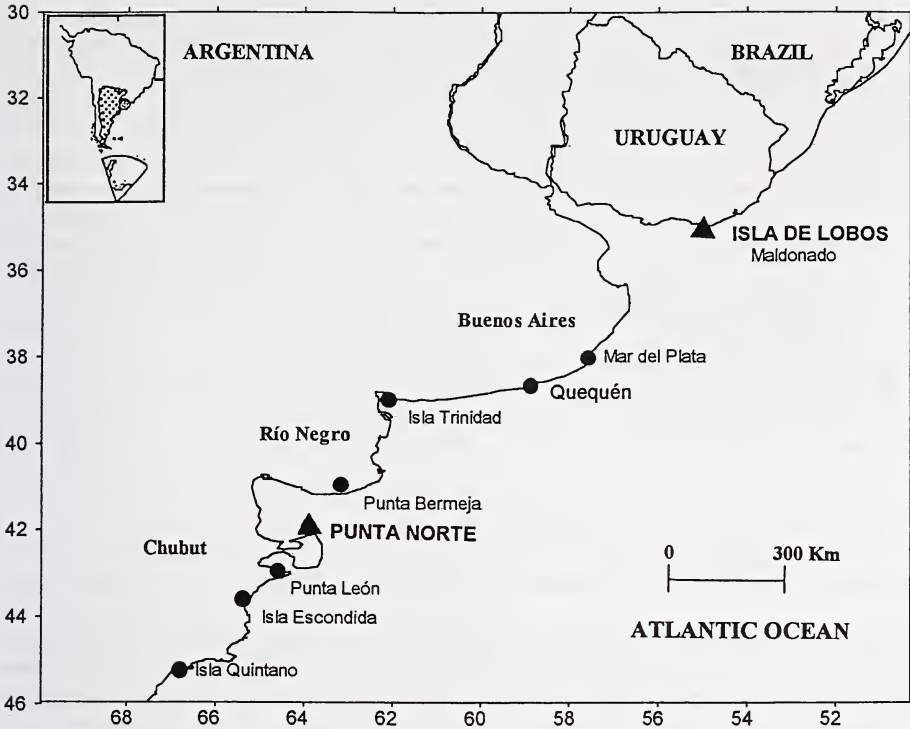 30
32
34
36
38
40
42
44
46
ARGENTINA
BRAZIL
URUGUAY
ISLA DE LOBOS
Maldonado
Buenos Aires
Mar del Plata
Quequén
Isla Trinidad
Río Negro
Punta Bermeja
PUNTA NORTE
Chubut
0 300 Km
Punta León
Isla Escondida
ATLANTIC OCEAN
Isla Quintano
68 66 64 62 60 58 56 54 52